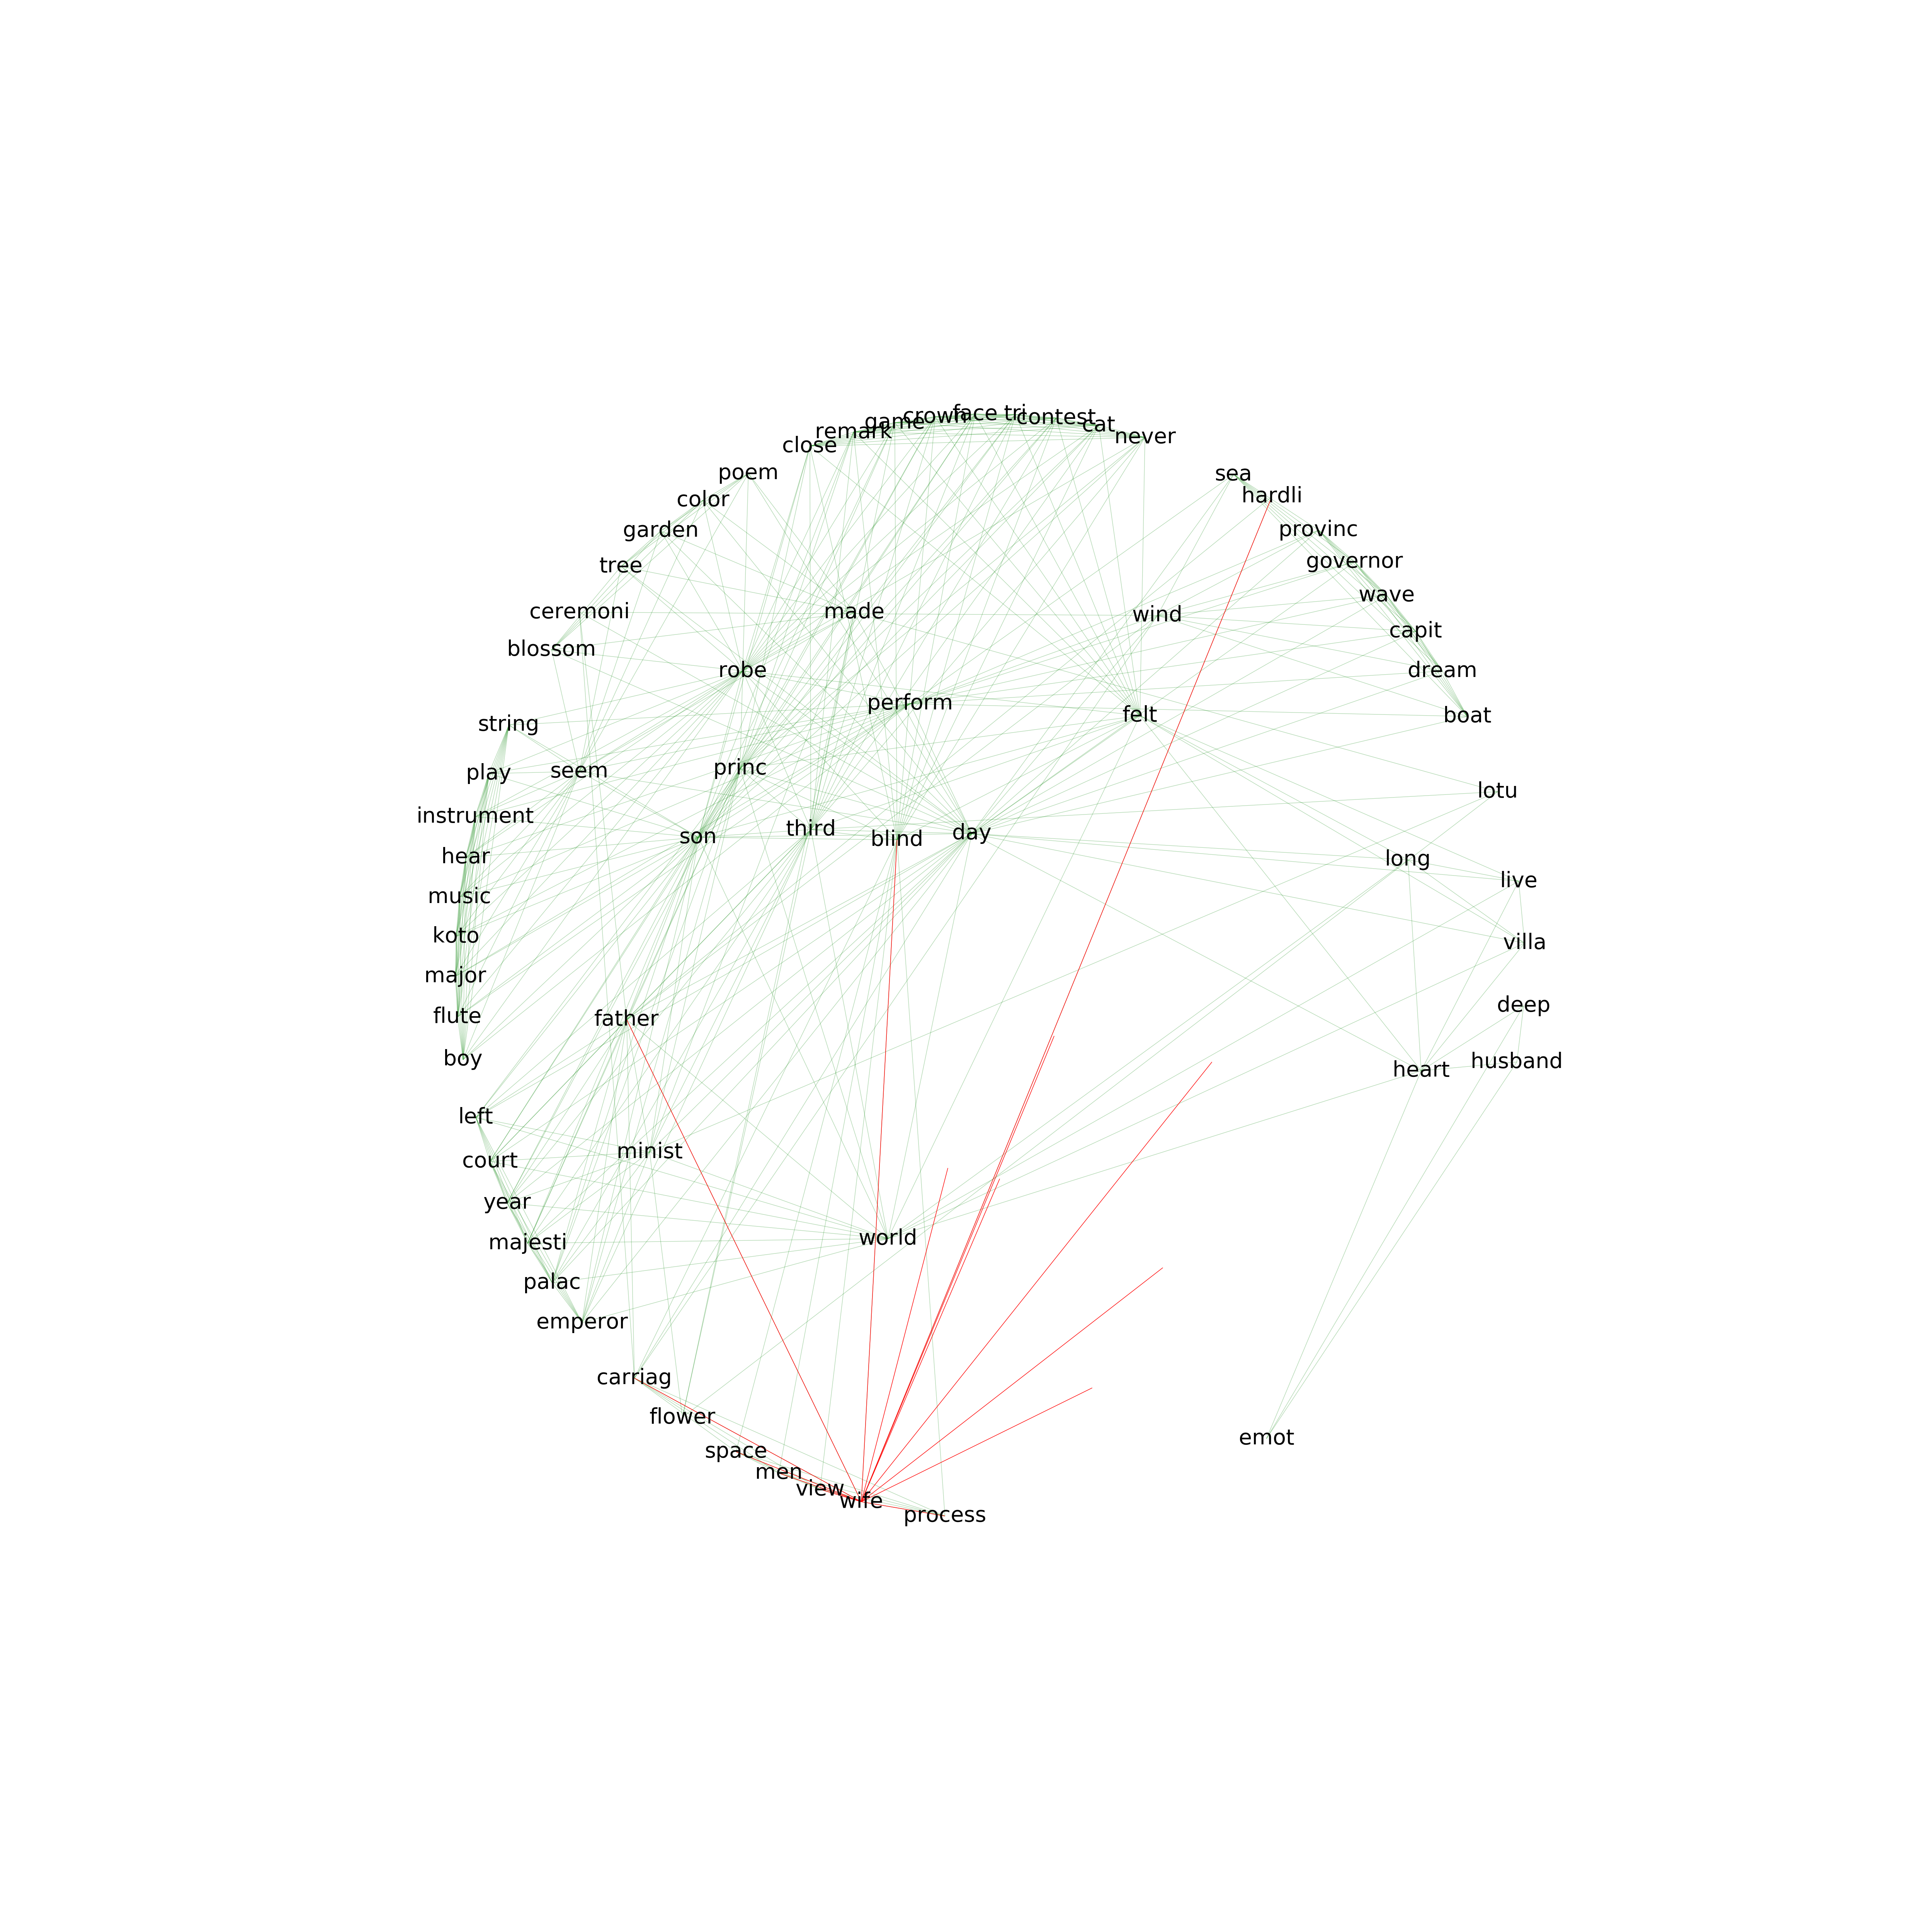 face
tri
crown
contest
game
cat
remark
never
close
poem
sea
hardli
color
garden
provinc
governor
tree
wave
ceremoni
made
wind
capit
blossom
robe
dream
perform
felt
boat
string
princ
seem
play
lotu
instrument
third
day
son
blind
hear
long
live
music
koto
villa
major
deep
flute
father
boy
husband
heart
left
minist
court
year
world
majesti
palac
emperor
carriag
flower
emot
space
men
view
wife
process